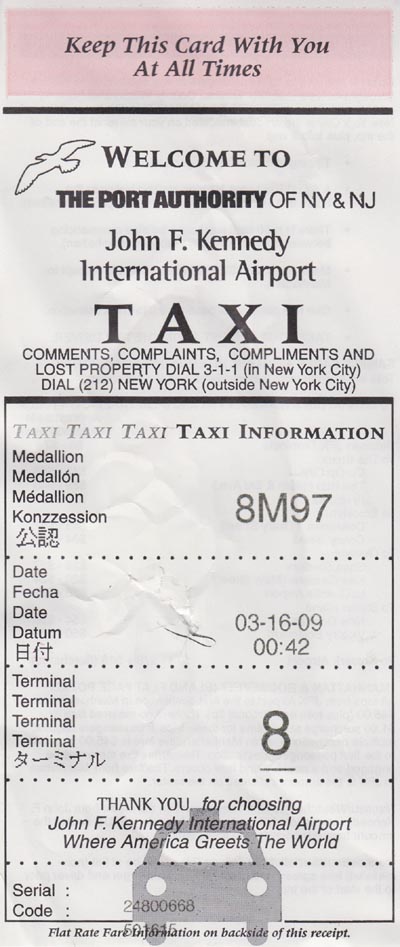 Keep This Card With You
At All Times
WELCOME TO
THE PORT AUTHORITY OF NY & NJ
John F. Kennedy
International Airport
TAXI
COMMENTS, COMPLAINTS, COMPLIMENTS AND
LOST PROPERTY DIAL 3-1-1 (in New York City)
DIAL (212) NEW YORK (outside New York City)
TAXI TAXI TAXI TAXI INFORMATION
Medallion
Medallón
Médallion
Konzzession
公認
8M97
Date
Fecha
Date
Datum
日付
03-16-09
00:42
Terminal
Terminal
Terminal
Terminal
ターミナル
8
THANK YOU for choosing
John F. Kennedy International Airport
Where America Greets The World
Serial : 24800668
Code : 501615
Flat Rate Fare Information on backside of this receipt.